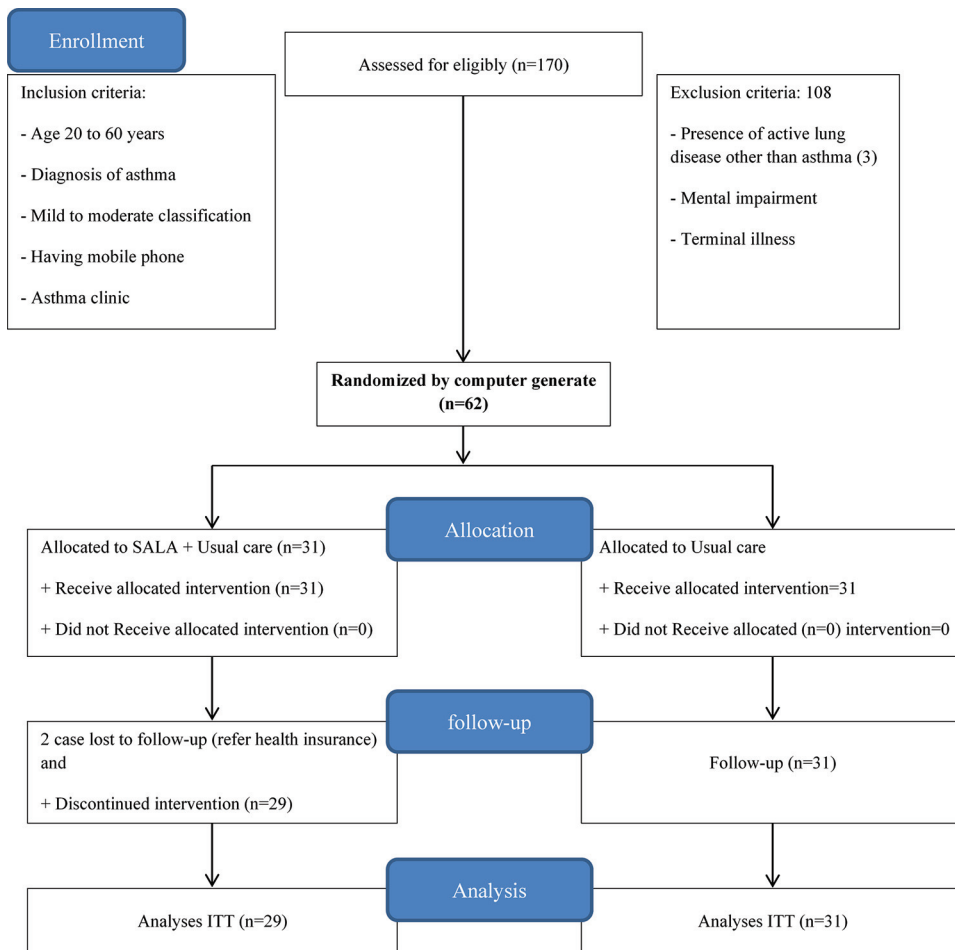 Enrollment
Assessed for eligibly (n=170)
Inclusion criteria:
- Age 20 to 60 years
- Diagnosis of asthma
- Mild to moderate classification
- Having mobile phone
- Asthma clinic
Exclusion criteria: 108
- Presence of active lung
disease other than asthma (3)
- Mental impairment
- Terminal illness
Randomized by computer generate
(n=62)
Allocation
Allocated to SALA + Usual care (n=31)
+ Receive allocated intervention (n=31)
+ Did not Receive allocated intervention (n=0)
Allocated to Usual care
+ Receive allocated intervention=31
+ Did not Receive allocated (n=0) intervention=0
follow-up
2 case lost to follow-up (refer health insurance)
and
+ Discontinued intervention (n=29)
Follow-up (n=31)
Analysis
Analyses ITT (n=29)
Analyses ITT (n=31)